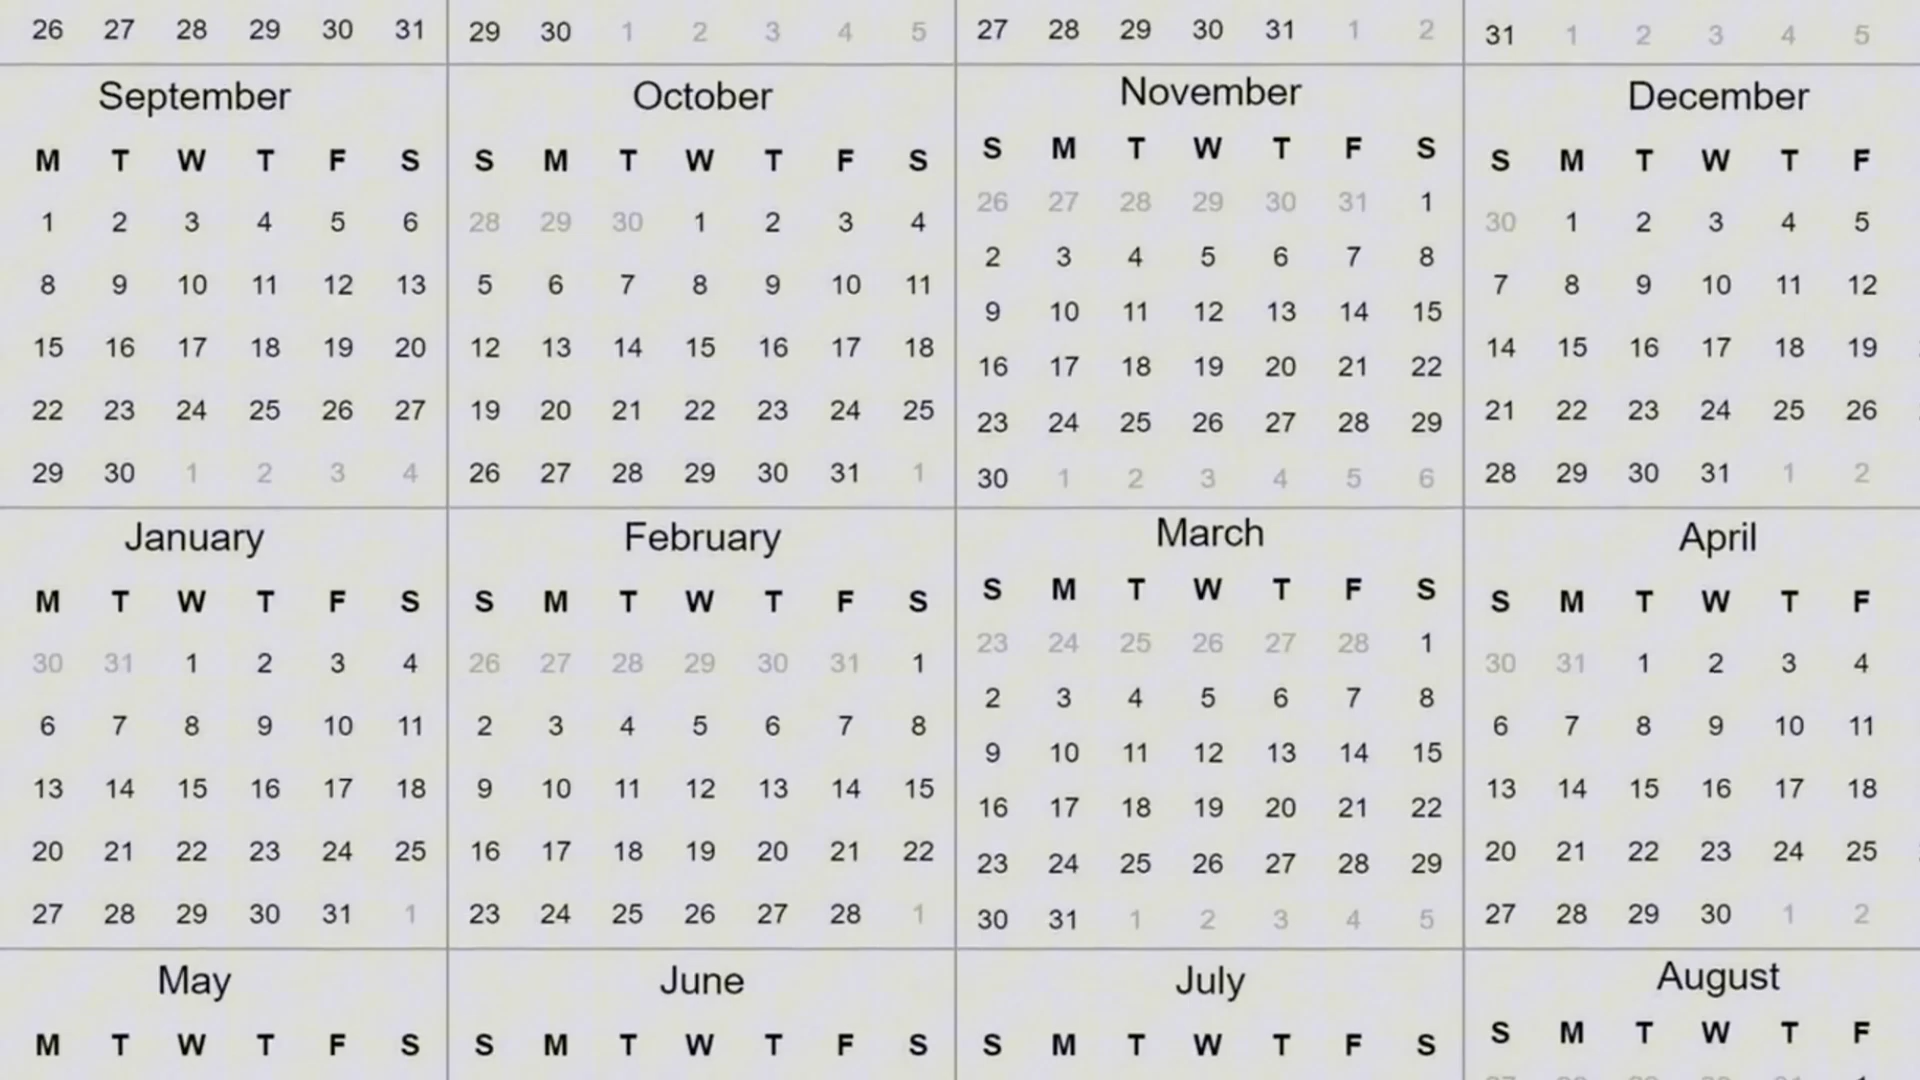 26 27 28 29 30 31
29 30 1 2 3 4 5
27 28 29 30 31 1 2
31 1 2 3 4 5
September
M T W T F S
1 2 3 4 5 6
8 9 10 11 12 13
15 16 17 18 19 20
22 23 24 25 26 27
29 30 1 2 3 4
October
S M T W T F S
28 29 30 1 2 3 4
5 6 7 8 9 10 11
12 13 14 15 16 17 18
19 20 21 22 23 24 25
26 27 28 29 30 31 1
November
S M T W T F S
26 27 28 29 30 31 1
2 3 4 5 6 7 8
9 10 11 12 13 14 15
16 17 18 19 20 21 22
23 24 25 26 27 28 29
30 1 2 3 4 5 6
December
S M T W T F
30 1 2 3 4 5
7 8 9 10 11 12
14 15 16 17 18 19
21 22 23 24 25 26
28 29 30 31 1 2
January
M T W T F S
30 31 1 2 3 4
6 7 8 9 10 11
13 14 15 16 17 18
20 21 22 23 24 25
27 28 29 30 31 1
February
S M T W T F S
26 27 28 29 30 31 1
2 3 4 5 6 7 8
9 10 11 12 13 14 15
16 17 18 19 20 21 22
23 24 25 26 27 28 1
March
S M T W T F S
23 24 25 26 27 28 1
2 3 4 5 6 7 8
9 10 11 12 13 14 15
16 17 18 19 20 21 22
23 24 25 26 27 28 29
30 31 1 2 3 4 5
April
S M T W T F
30 31 1 2 3 4
6 7 8 9 10 11
13 14 15 16 17 18
20 21 22 23 24 25
27 28 29 30 1 2
May
M T W T F S
June
S M T W T F S
July
S M T W T F S
August
S M T W T F